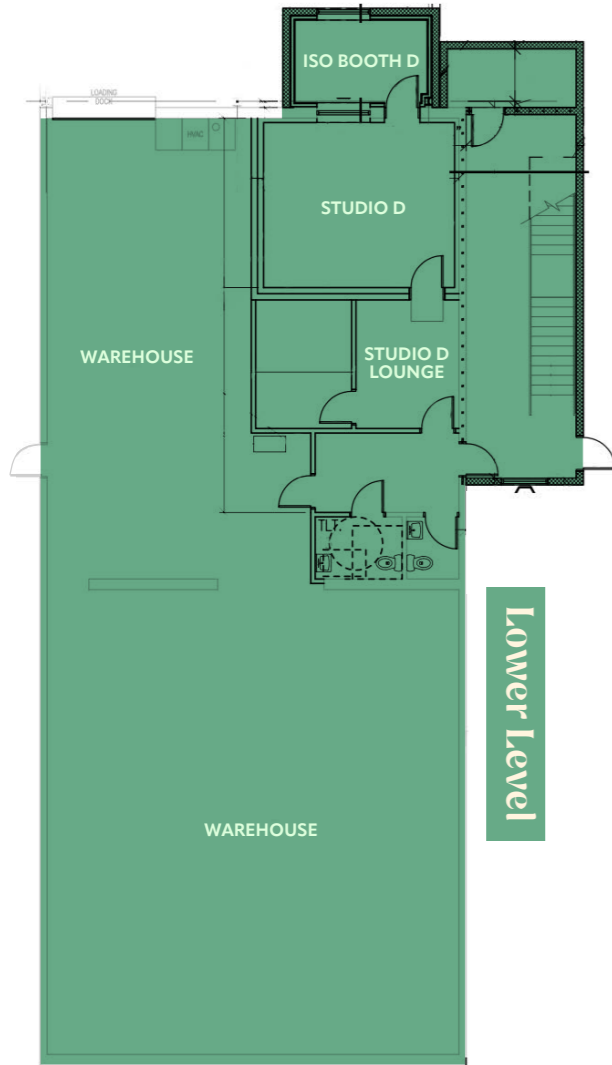 ISO BOOTH D
LOADING
DOCK
HVAC
STUDIO D
WAREHOUSE
STUDIO D
LOUNGE
TLT.
Lower Level
WAREHOUSE